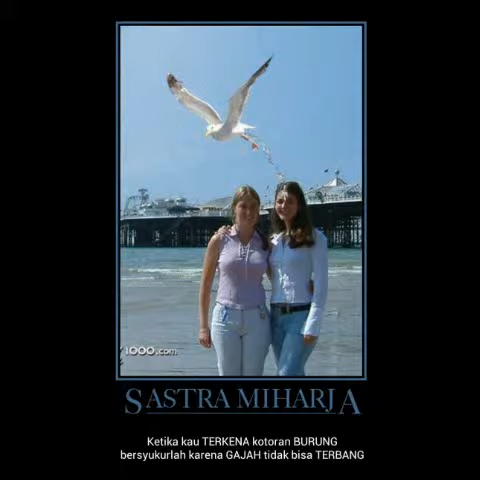 1000.com
SASTRA MIHARJA
Ketika kau TERKENA kotoran BURUNG
bersyukurlah karena GAJAH tidak bisa TERBANG